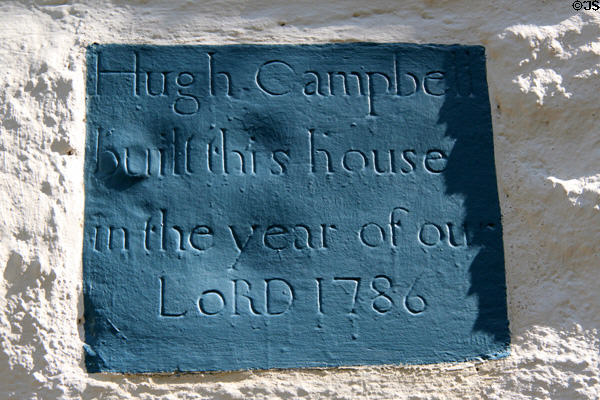 ©JS
Hugh Campbell
built this house
in the year of our
LoRD 1786